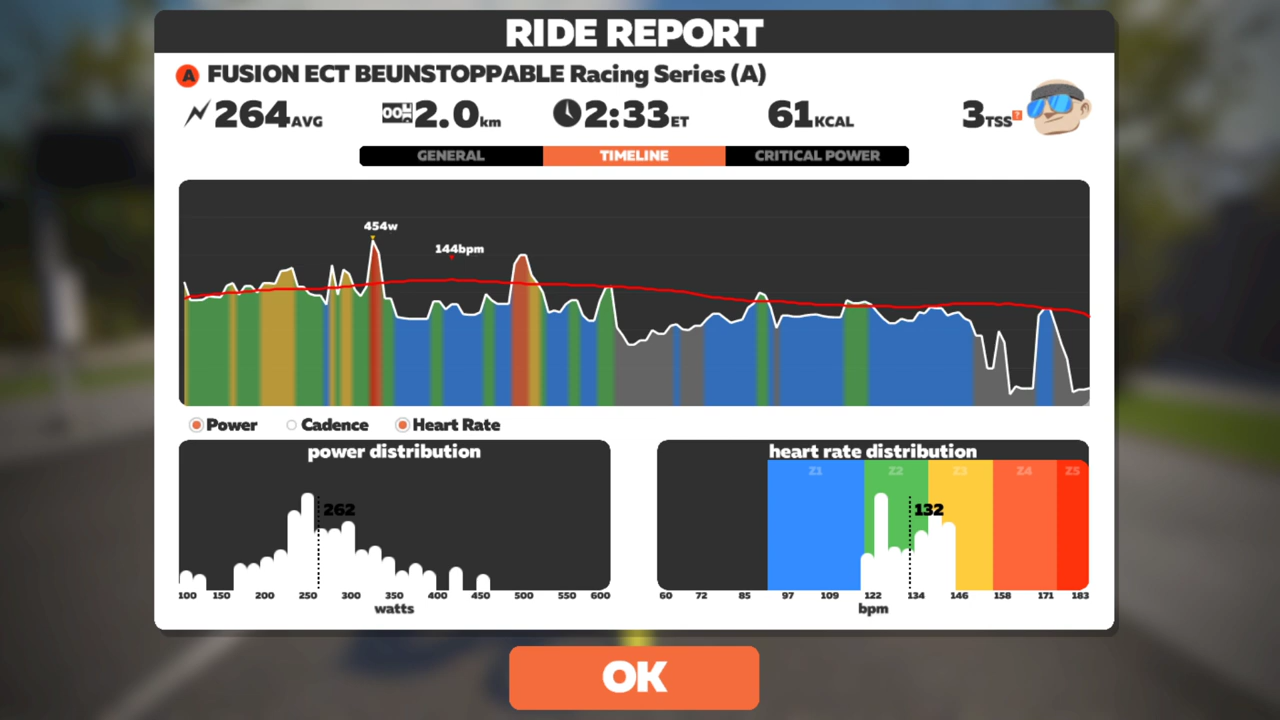 RIDE REPORT
A FUSION ECT BEUNSTOPPABLE Racing Series (A)
264AVG 2.0km 2:33ET 61KCAL 3TSS ?
GENERAL TIMELINE CRITICAL POWER
454w
144bpm
Power Cadence Heart Rate
power distribution
262
100 150 200 250 300 350 400 450 500 550 600
watts
heart rate distribution
Z1 Z2 Z3 Z4 Z5
132
60 72 85 97 109 122 134 146 158 171 183
bpm
OK